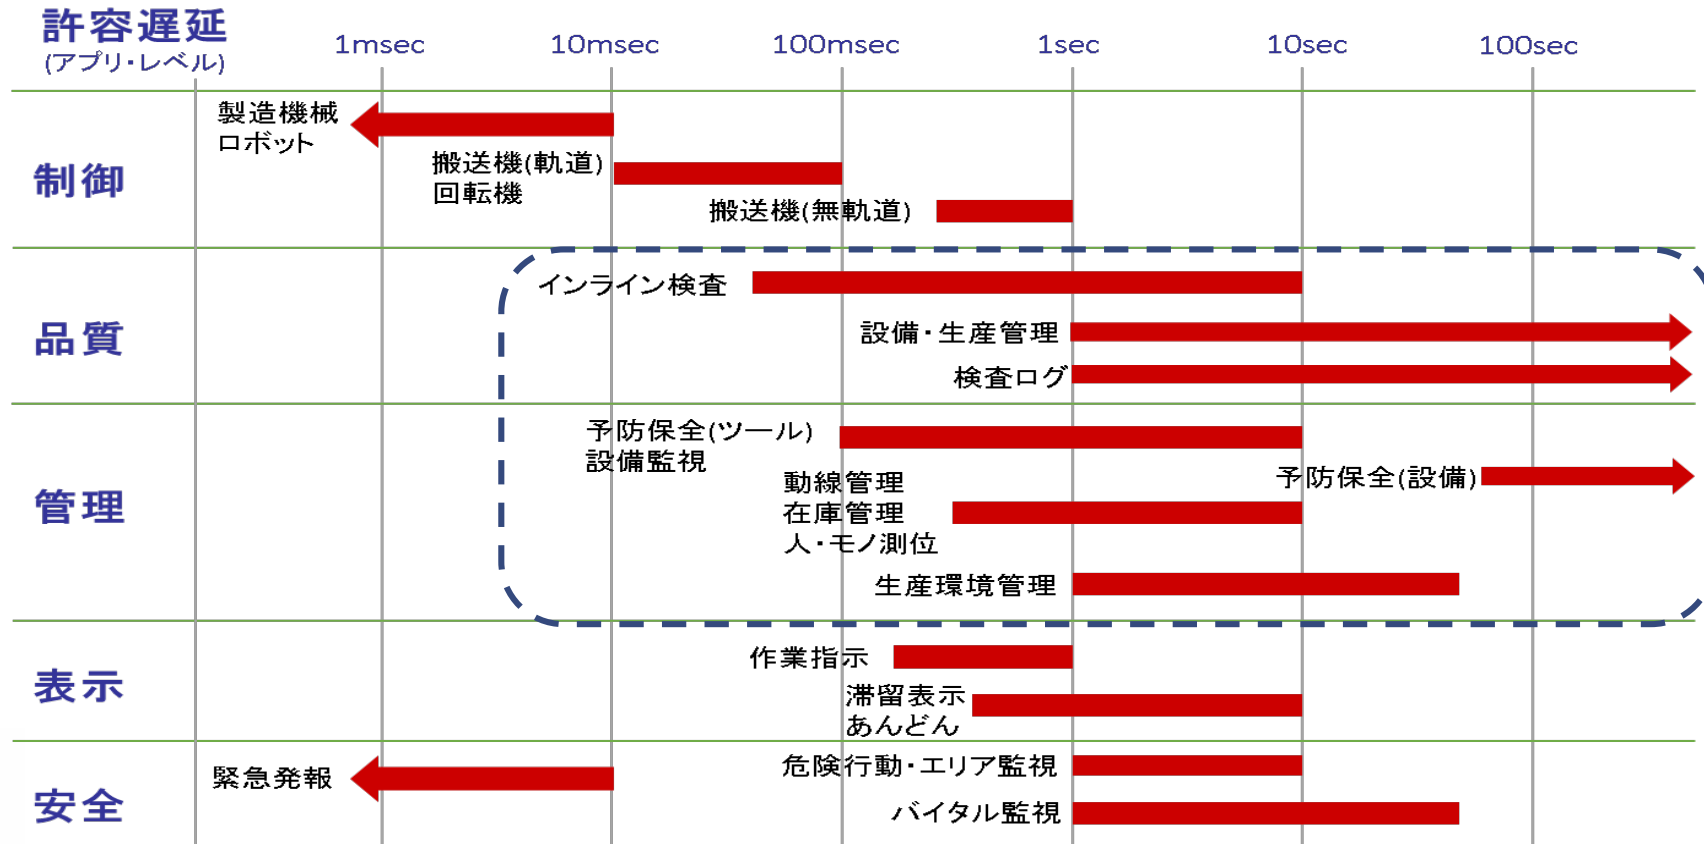 許容遅延
(アプリ・レベル)
1msec
10msec
100msec
1sec
10sec
100sec
制御
製造機械
ロボット
搬送機(軌道)
回転機
搬送機(無軌道)
品質
インライン検査
設備・生産管理
検査ログ
管理
予防保全(ツール)
設備監視
予防保全(設備)
動線管理
在庫管理
人・モノ測位
生産環境管理
表示
作業指示
滞留表示
あんどん
安全
緊急発報
危険行動・エリア監視
バイタル監視